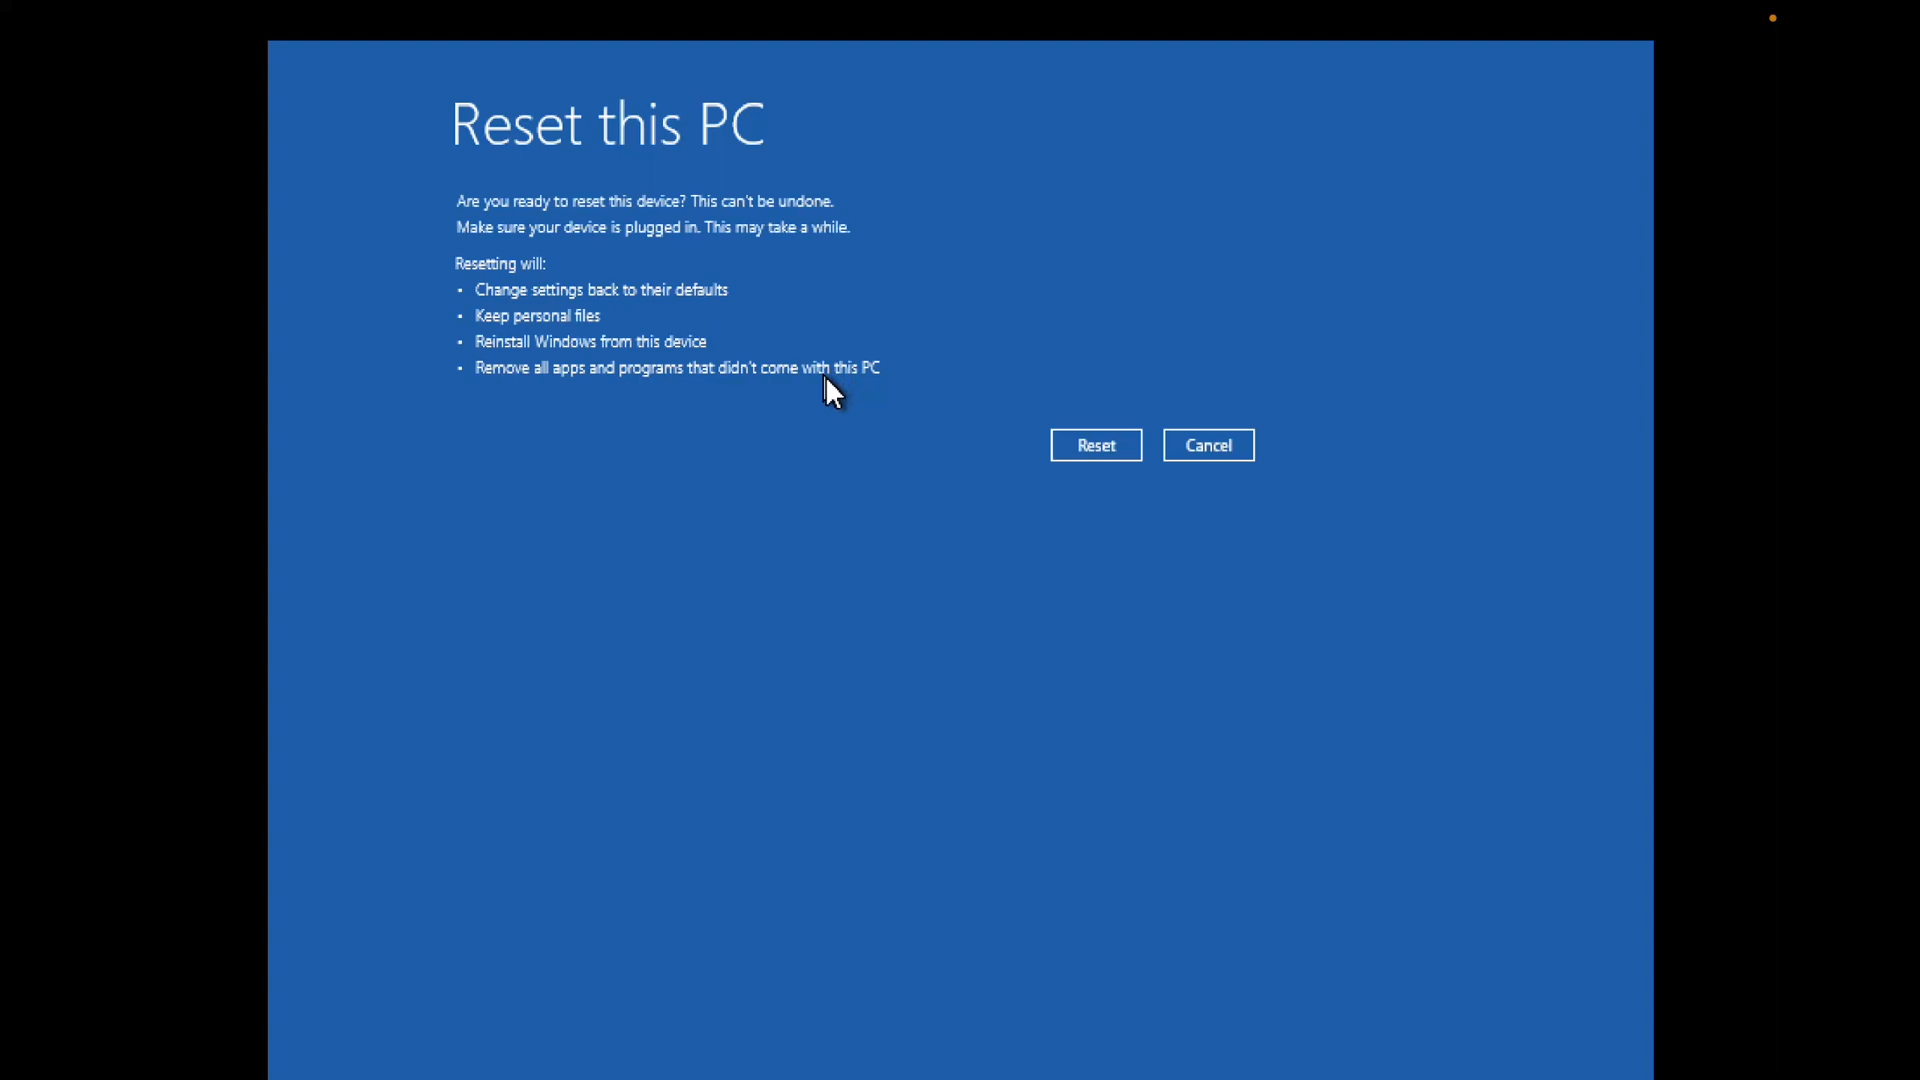 Reset this PC
Are you ready to reset this device? This can't be undone.
Make sure your device is plugged in. This may take a while.
Resetting will:
• Change settings back to their defaults
• Keep personal files
• Reinstall Windows from this device
• Remove all apps and programs that didn't come with this PC
Reset Cancel